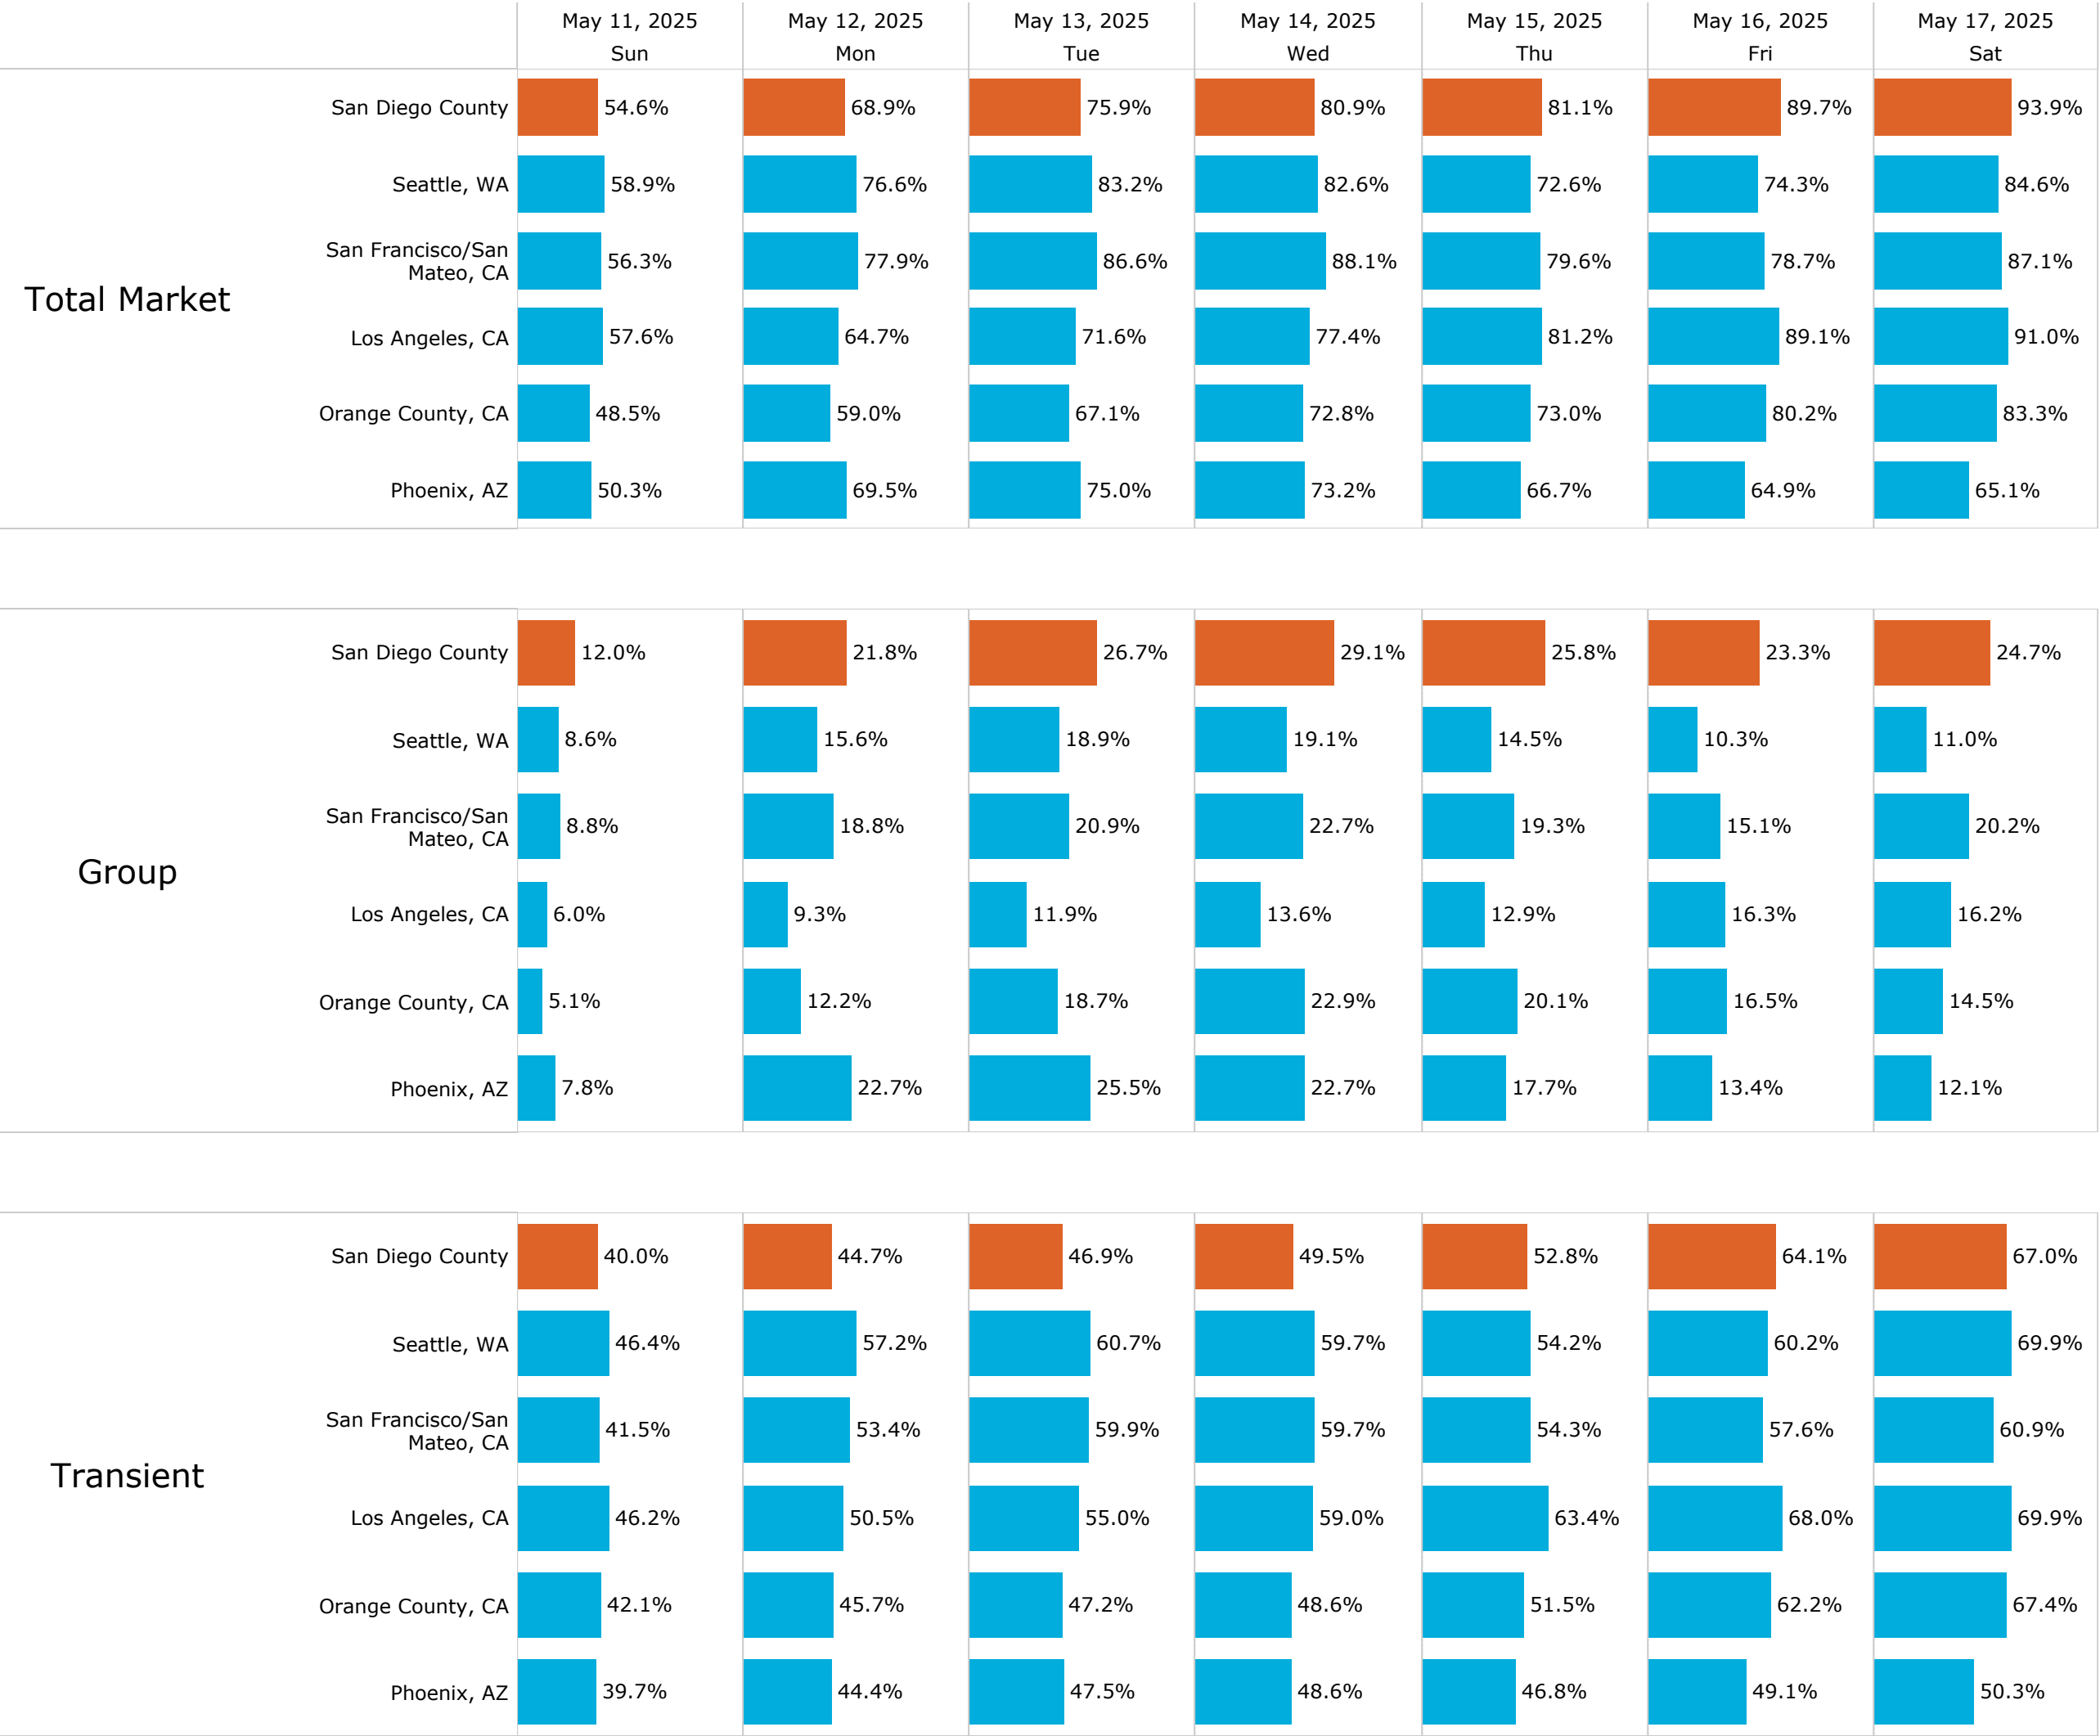 May 11, 2025 May 12, 2025 May 13, 2025 May 14, 2025 May 15, 2025 May 16, 2025 May 17, 2025
Sun Mon Tue Wed Thu Fri Sat
Total Market
San Diego County 54.6% 68.9% 75.9% 80.9% 81.1% 89.7% 93.9%
Seattle, WA 58.9% 76.6% 83.2% 82.6% 72.6% 74.3% 84.6%
San Francisco/San
Mateo, CA 56.3% 77.9% 86.6% 88.1% 79.6% 78.7% 87.1%
Los Angeles, CA 57.6% 64.7% 71.6% 77.4% 81.2% 89.1% 91.0%
Orange County, CA 48.5% 59.0% 67.1% 72.8% 73.0% 80.2% 83.3%
Phoenix, AZ 50.3% 69.5% 75.0% 73.2% 66.7% 64.9% 65.1%
Group
San Diego County 12.0% 21.8% 26.7% 29.1% 25.8% 23.3% 24.7%
Seattle, WA 8.6% 15.6% 18.9% 19.1% 14.5% 10.3% 11.0%
San Francisco/San
Mateo, CA 8.8% 18.8% 20.9% 22.7% 19.3% 15.1% 20.2%
Los Angeles, CA 6.0% 9.3% 11.9% 13.6% 12.9% 16.3% 16.2%
Orange County, CA 5.1% 12.2% 18.7% 22.9% 20.1% 16.5% 14.5%
Phoenix, AZ 7.8% 22.7% 25.5% 22.7% 17.7% 13.4% 12.1%
Transient
San Diego County 40.0% 44.7% 46.9% 49.5% 52.8% 64.1% 67.0%
Seattle, WA 46.4% 57.2% 60.7% 59.7% 54.2% 60.2% 69.9%
San Francisco/San
Mateo, CA 41.5% 53.4% 59.9% 59.7% 54.3% 57.6% 60.9%
Los Angeles, CA 46.2% 50.5% 55.0% 59.0% 63.4% 68.0% 69.9%
Orange County, CA 42.1% 45.7% 47.2% 48.6% 51.5% 62.2% 67.4%
Phoenix, AZ 39.7% 44.4% 47.5% 48.6% 46.8% 49.1% 50.3%